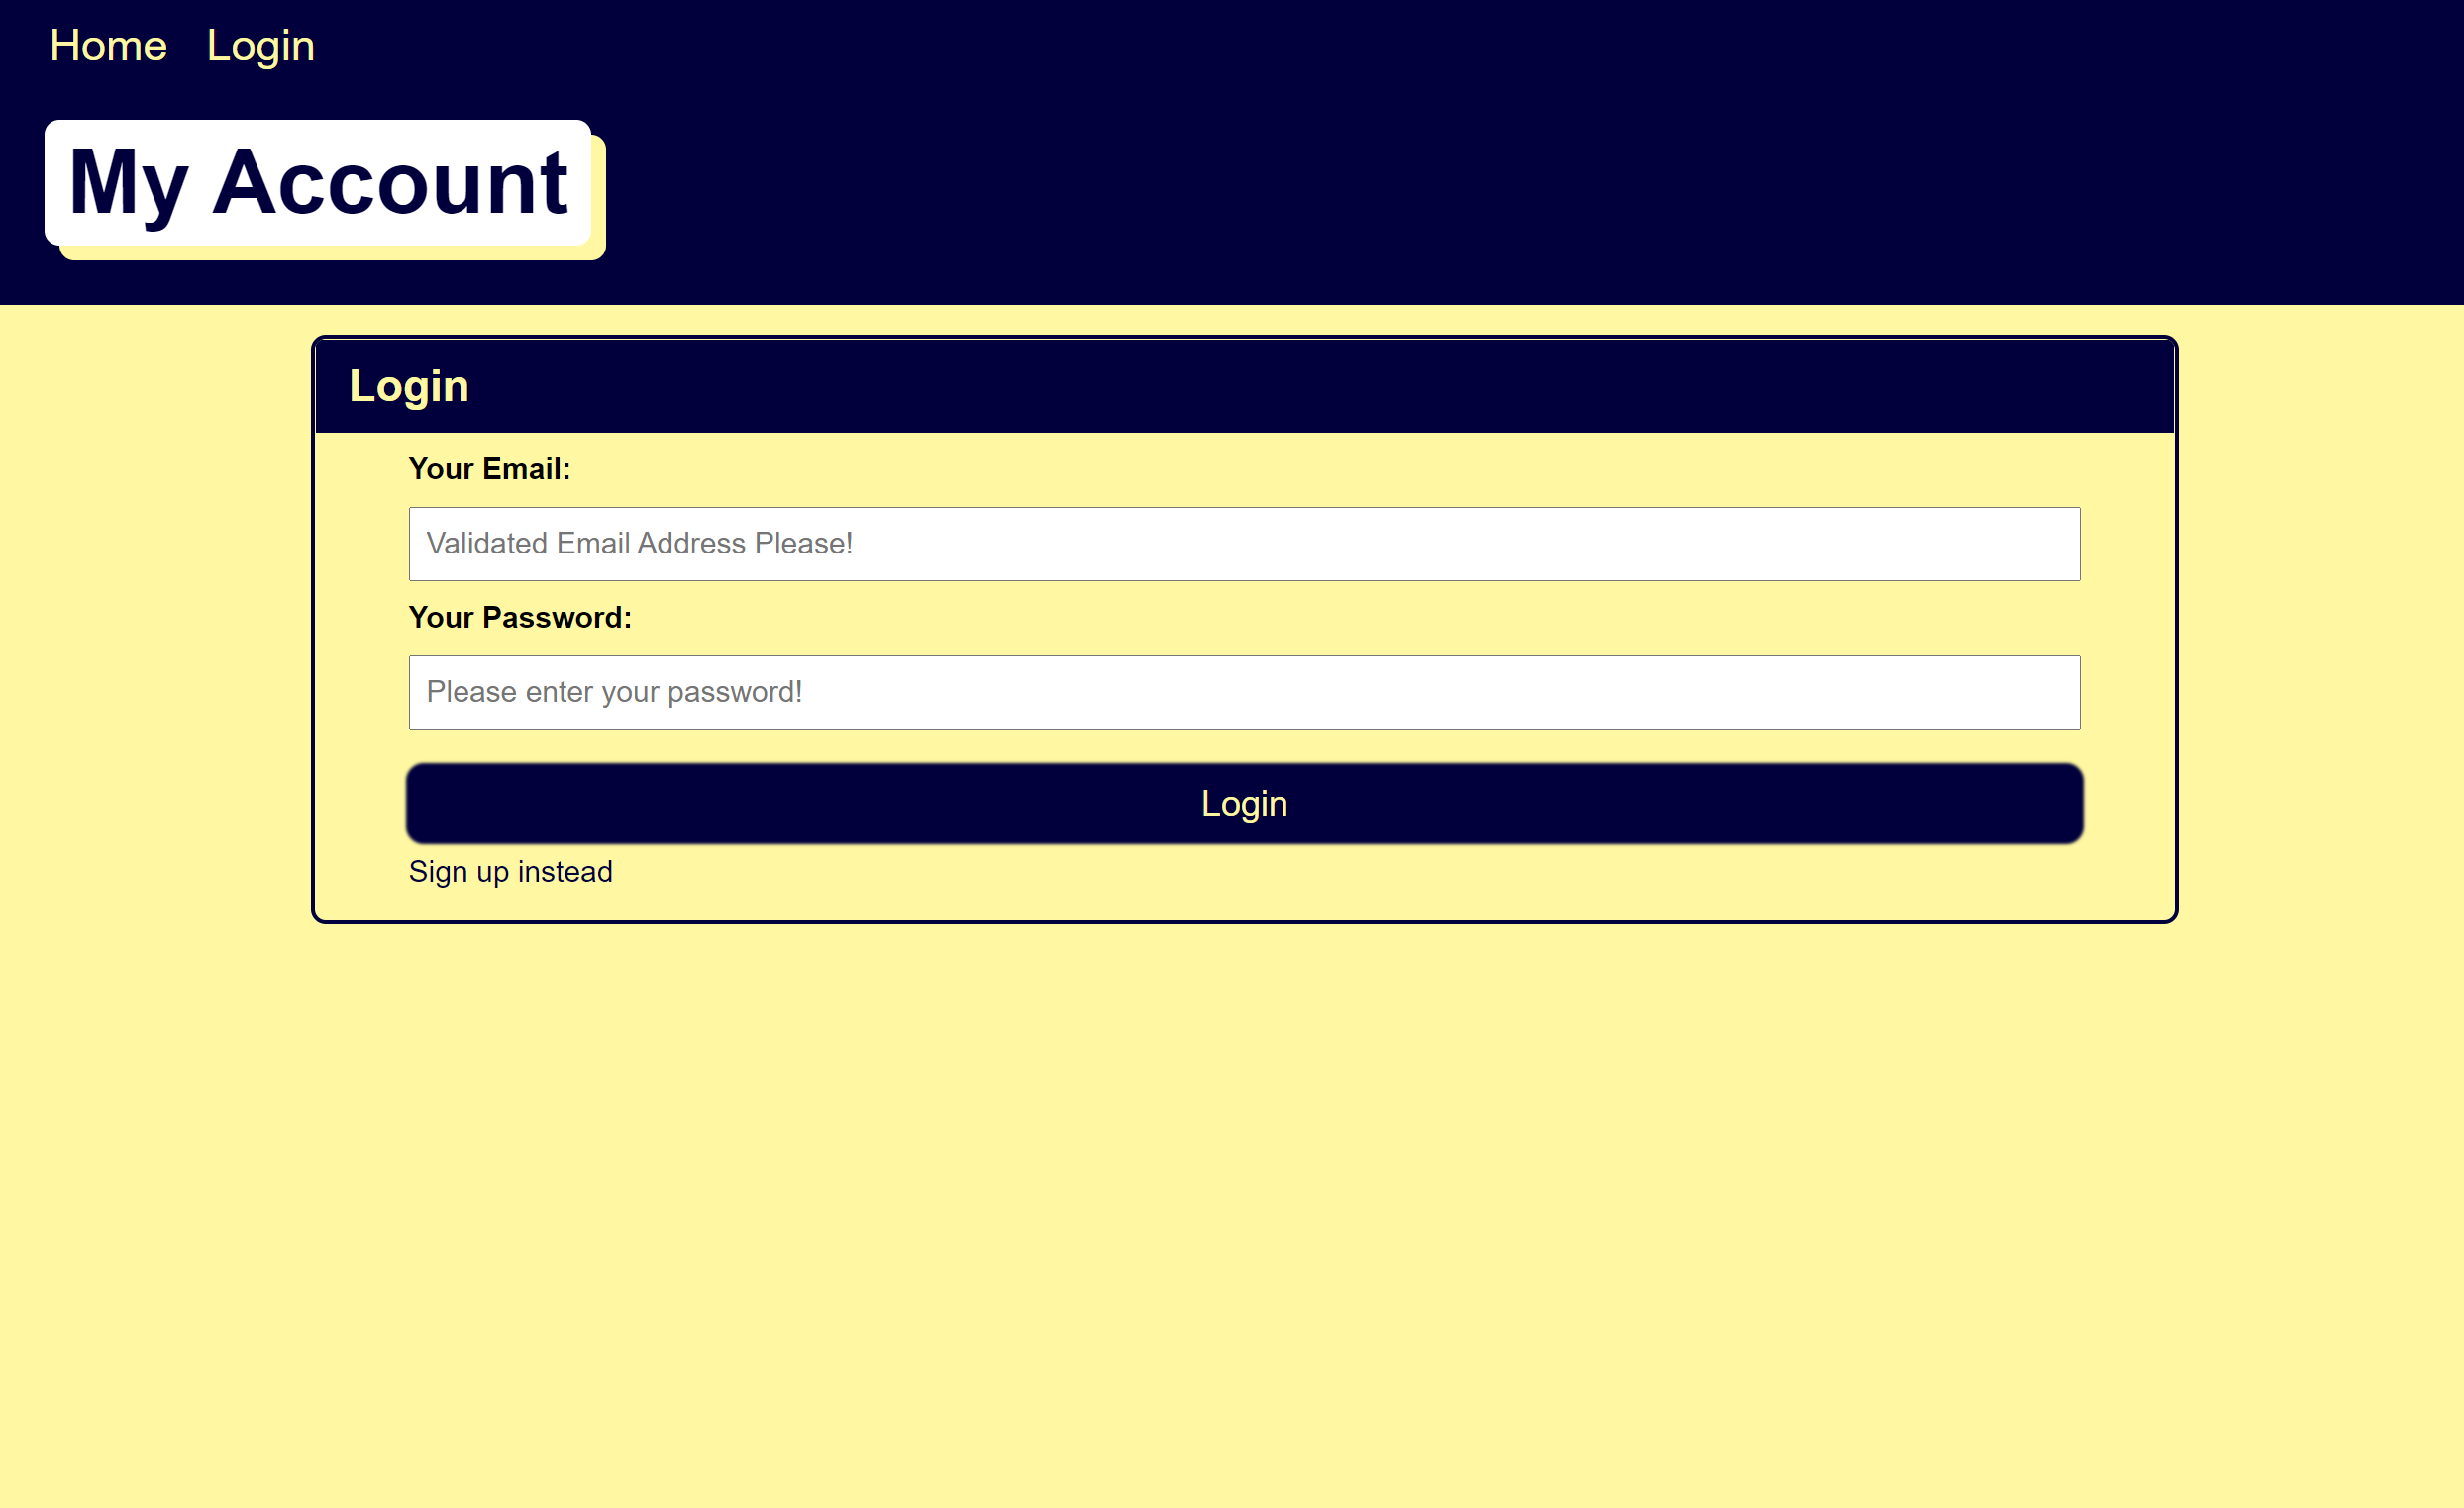 Home Login
My Account
Login
Your Email:
Validated Email Address Please!
Your Password:
Please enter your password!
Login
Sign up instead